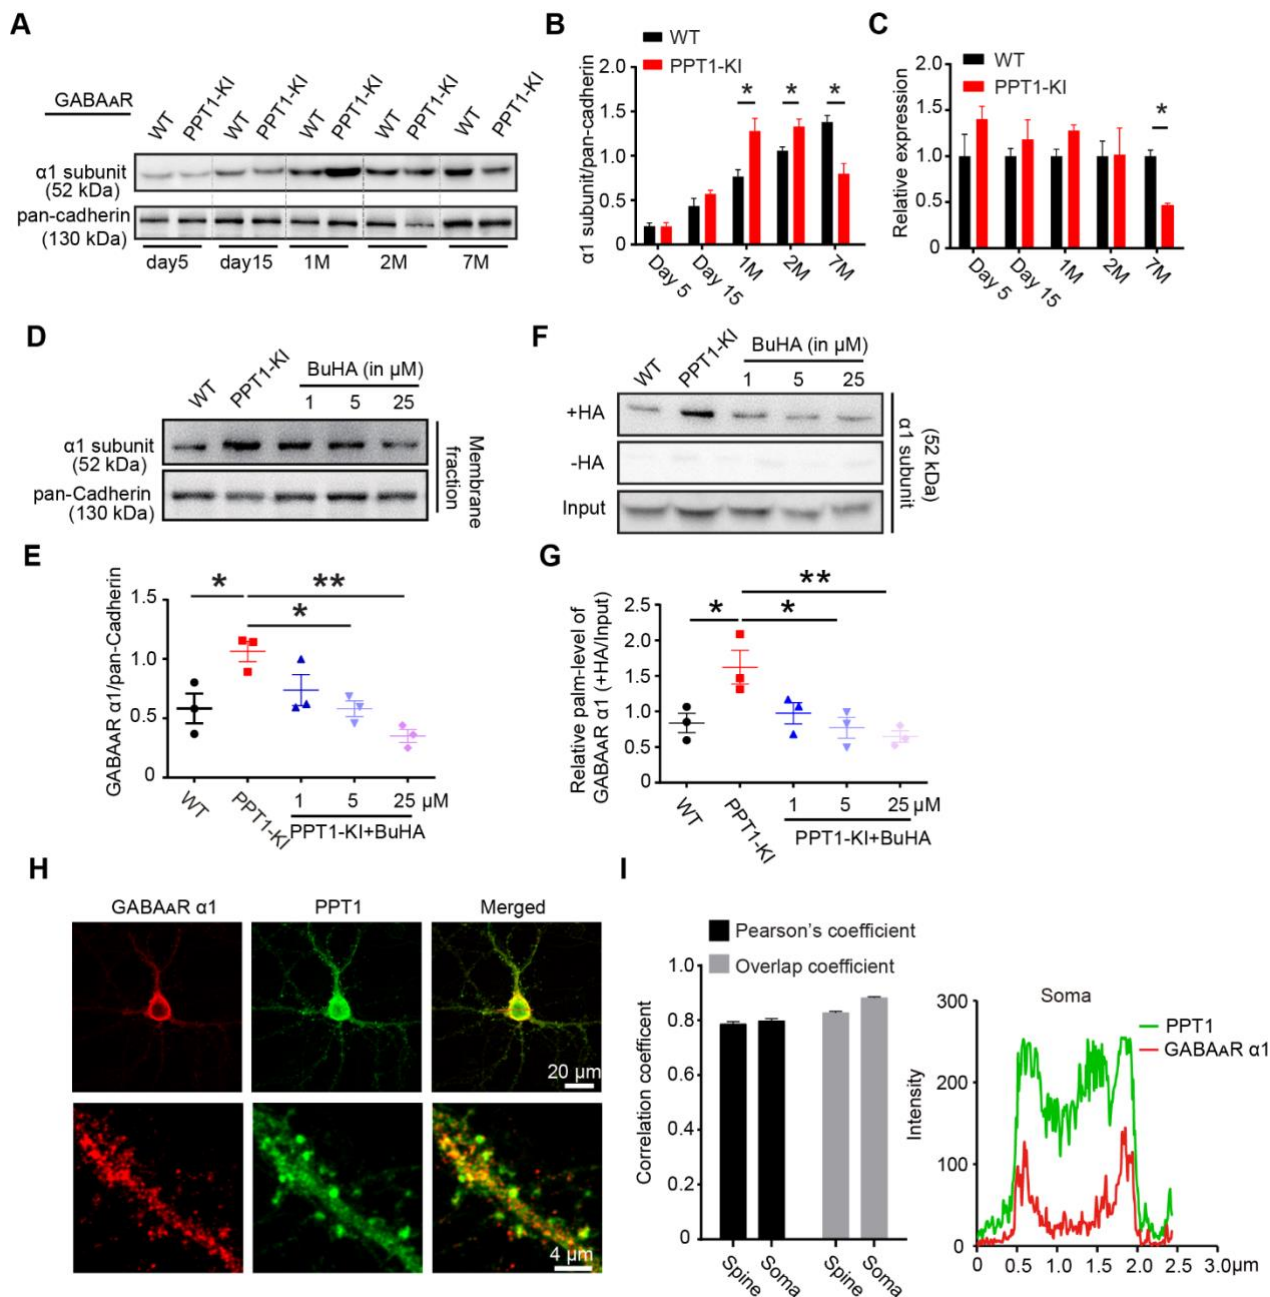 A
GABAAR
WT PPT1-KI WT PPT1-KI WT PPT1-KI WT PPT1-KI WT PPT1-KI
α1 subunit
(52 kDa)
pan-cadherin
(130 kDa)
day5 day15 1M 2M 7M
B
WT
PPT1-KI
α1 subunit/pan-cadherin
2.0
1.5
1.0
0.5
0
* * *
Day 5 Day 15 1M 2M 7M
C
WT
PPT1-KI
Relative expression
2.0
1.5
1.0
0.5
0
*
Day 5 Day 15 1M 2M 7M
D
WT PPT1-KI BuHA (in μM)
1 5 25
α1 subunit
(52 kDa)
pan-Cadherin
(130 kDa)
Membrane
fraction
F
WT PPT1-KI BuHA (in μM)
1 5 25
+HA
-HA
Input
(52 kDa)
α1 subunit
E
GABAAR α1/pan-Cadherin
1.5
1.0
0.5
0
* **
*
WT PPT1-KI 1 5 25 μM
PPT1-KI+BuHA
G
Relative palm-level of
GABAAR α1 (+HA/Input)
2.5
2.0
1.5
1.0
0.5
0
**
* *
WT PPT1-KI 1 5 25 μM
PPT1-KI+BuHA
H
GABAAR α1 PPT1 Merged
20 μm
4 μm
I
Pearson's coefficient
Overlap coefficient
Correlation coefficent
1.0
0.8
0.6
0.4
0.2
0
Spine Soma Spine Soma
Soma
PPT1
GABAAR α1
Intensity
300
200
100
0
0 0.5 1.0 1.5 2.0 2.5 3.0μm